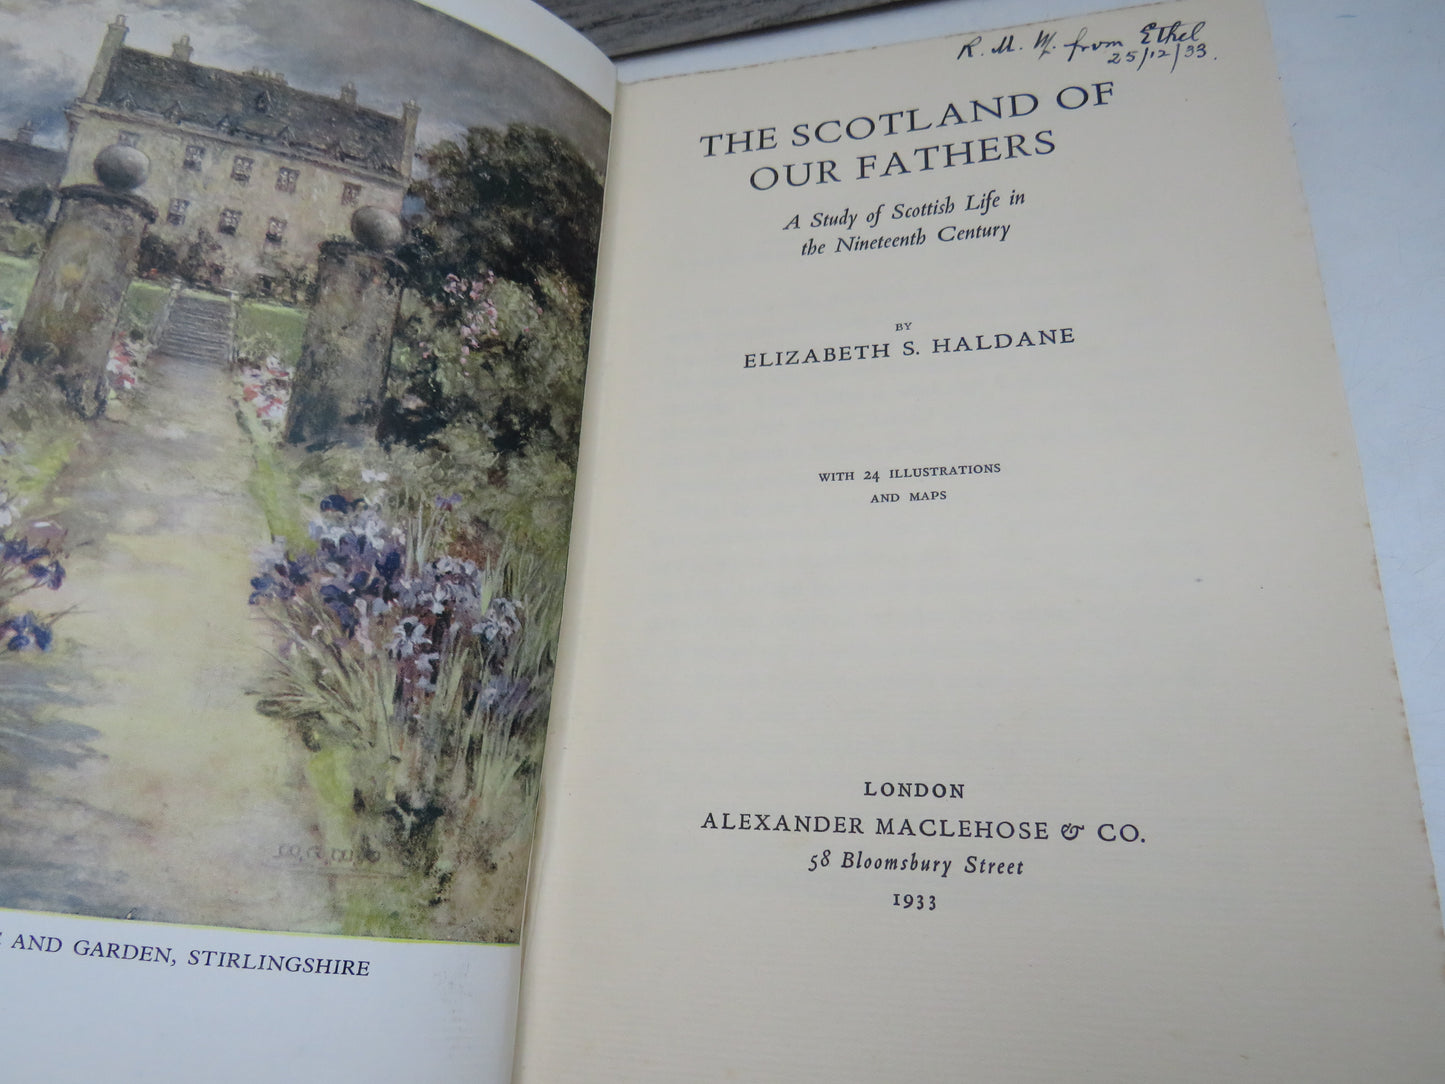 R. M. M. from Ethel
25/12/33.
THE SCOTLAND OF
OUR FATHERS
A Study of Scottish Life in
the Nineteenth Century
BY
ELIZABETH S. HALDANE
WITH 24 ILLUSTRATIONS
AND MAPS
LONDON
ALEXANDER MACLEHOSE & CO.
58 Bloomsbury Street
1933
AND GARDEN, STIRLINGSHIRE